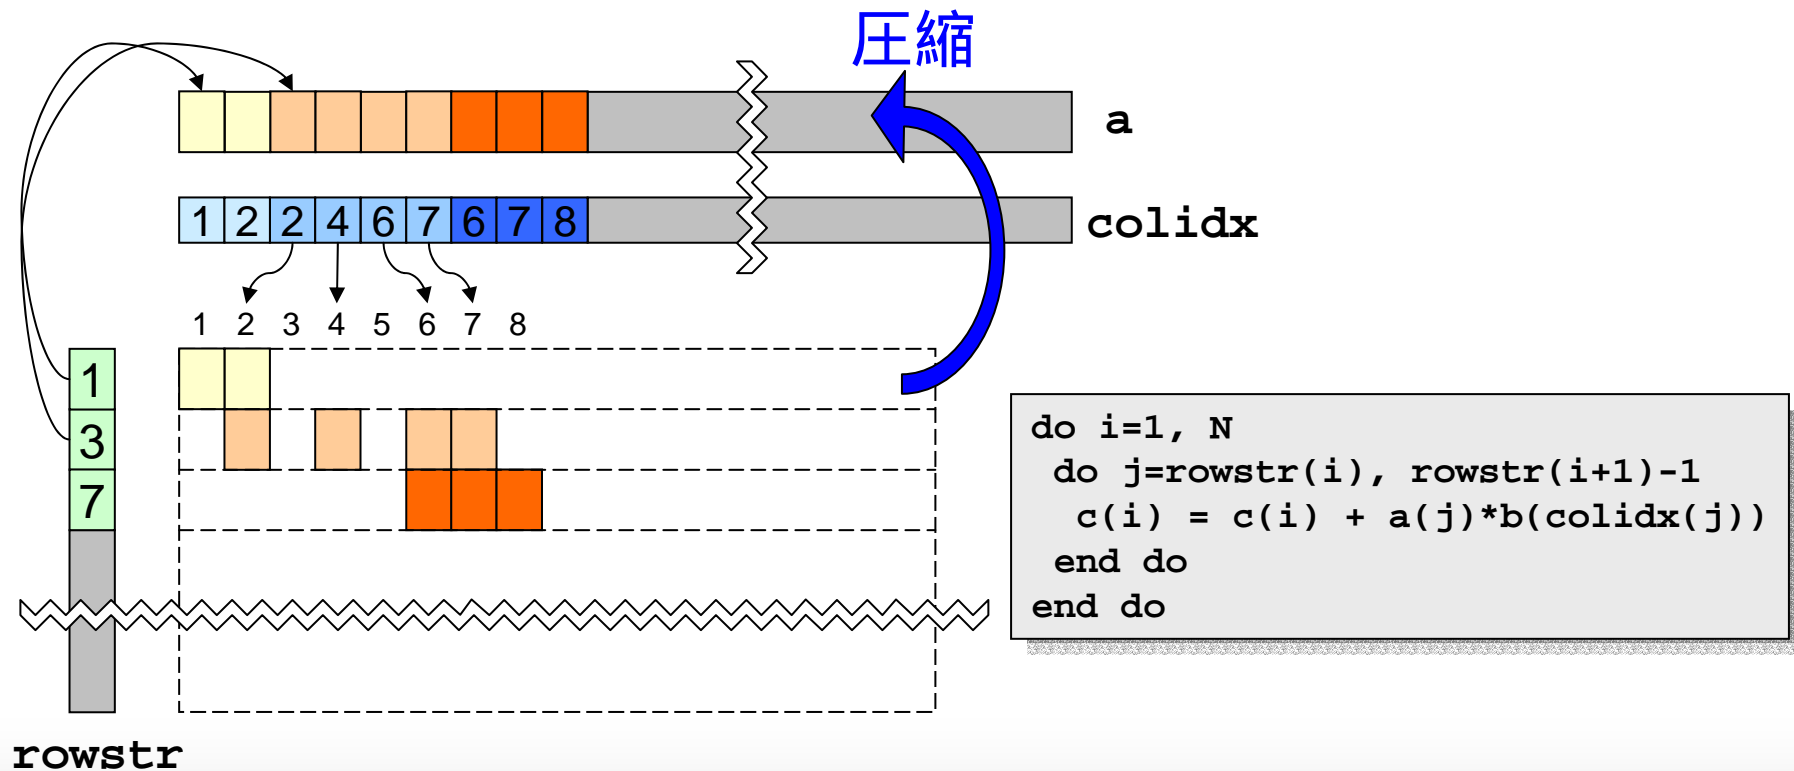 圧縮
a
1 2 2 4 6 7 6 7 8 colidx
1 2 3 4 5 6 7 8
1
3
7
do i=1, N
do j=rowstr(i), rowstr(i+1)-1
c(i) = c(i) + a(j)*b(colidx(j))
end do
end do
rowstr